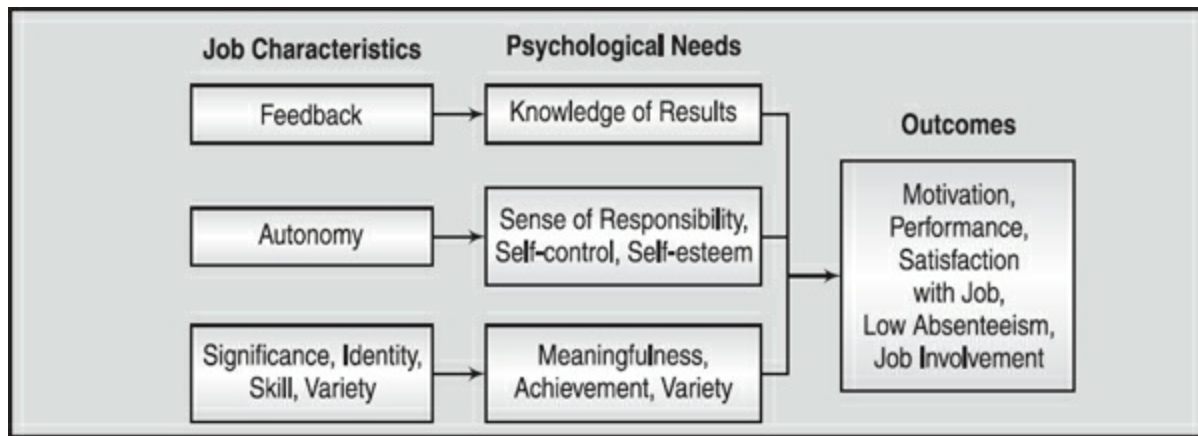 Job Characteristics
Psychological Needs
Feedback
Knowledge of Results
Outcomes
Autonomy
Sense of Responsibility,
Self-control, Self-esteem
Motivation,
Performance,
Satisfaction
with Job,
Low Absenteeism,
Job Involvement
Significance, Identity,
Skill, Variety
Meaningfulness,
Achievement, Variety